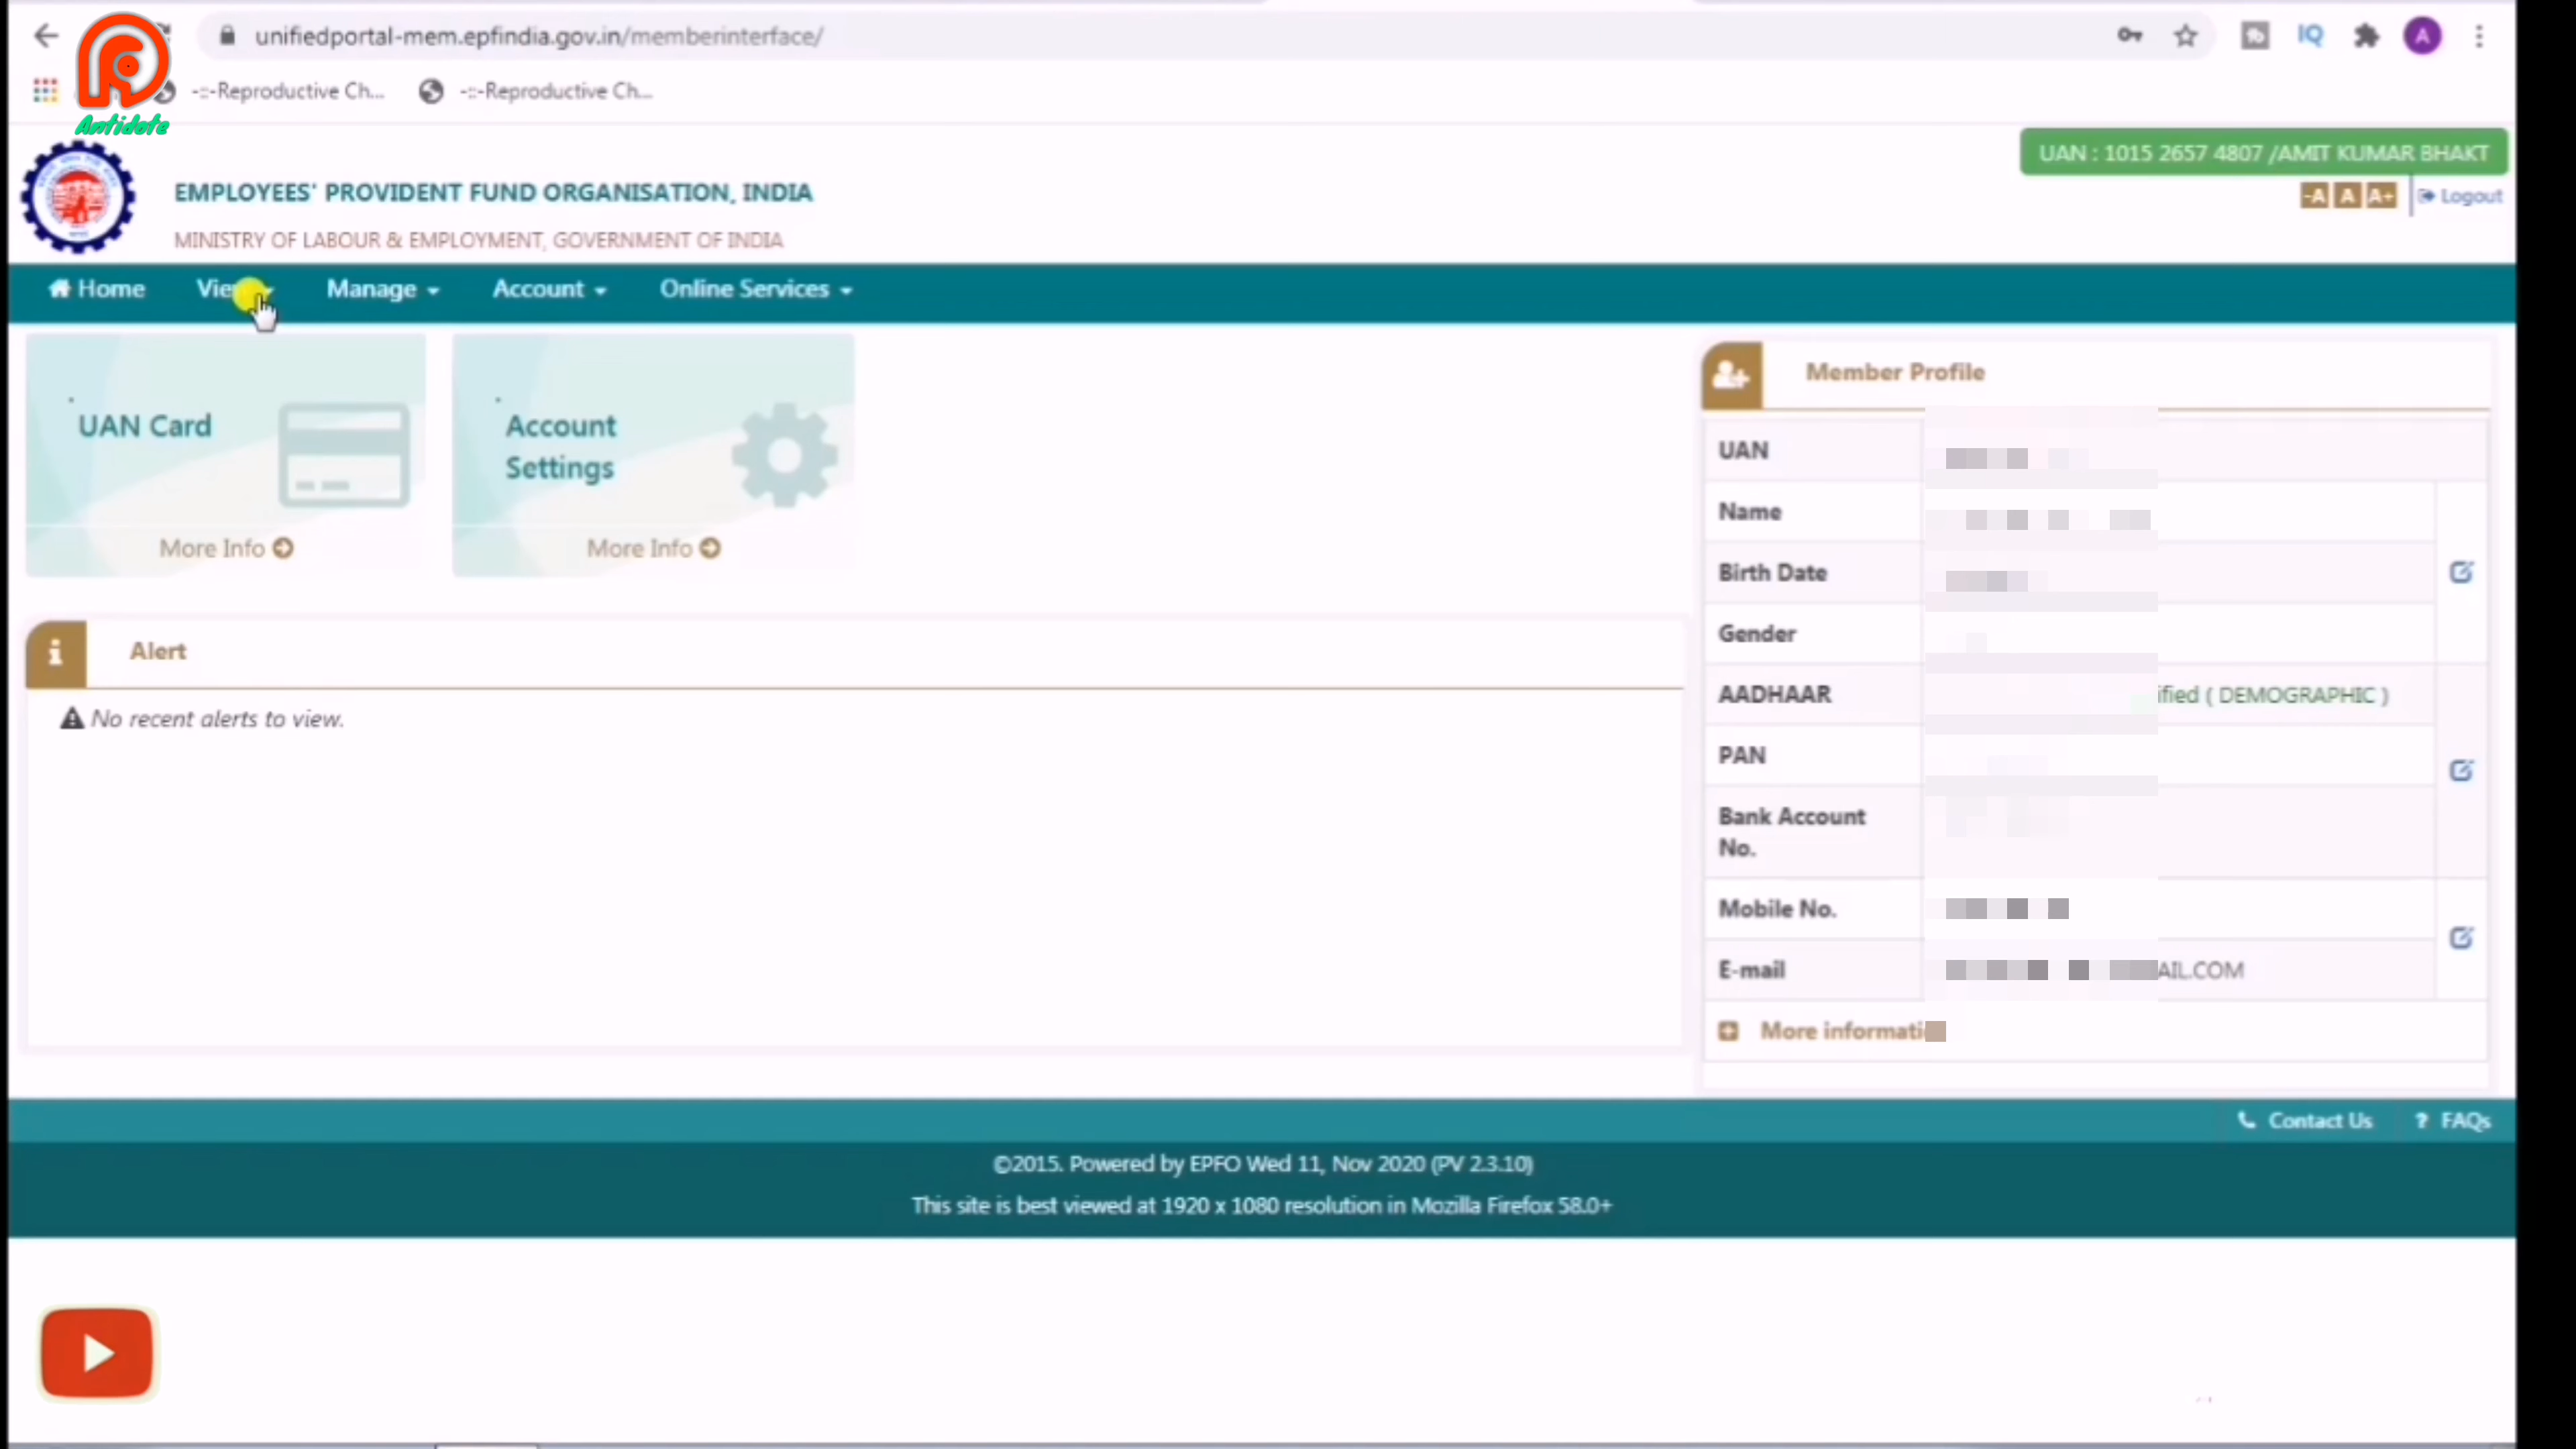 unifiedportal-mem.epfindia.gov.in/memberinterface/
IQ
A
-::-Reproductive Ch...
-::-Reproductive Ch...
Antidote
UAN : 1015 2657 4807 /AMIT KUMAR BHAKT
EMPLOYEES' PROVIDENT FUND ORGANISATION, INDIA
-A A A+
Logout
MINISTRY OF LABOUR & EMPLOYMENT, GOVERNMENT OF INDIA
Home
Manage
Account
Online Services
UAN Card
More Info
Account
Settings
More Info
Alert
No recent alerts to view.
Member Profile
UAN
Name
Birth Date
Gender
AADHAAR
ified ( DEMOGRAPHIC )
PAN
Bank Account
No.
Mobile No.
E-mail
AIL.COM
More informati
Contact Us
? FAQs
©2015. Powered by EPFO Wed 11, Nov 2020 (PV 2.3.10)
This site is best viewed at 1920 x 1080 resolution in Mozilla Firefox 58.0+